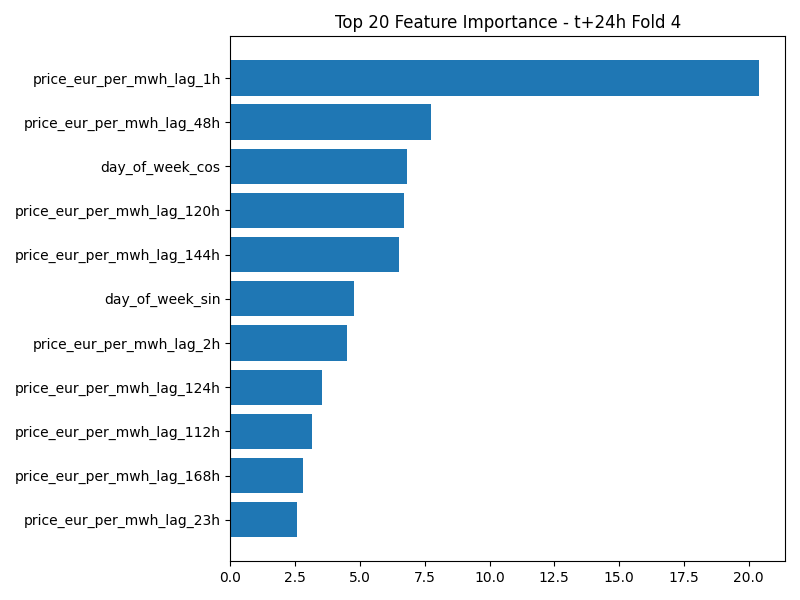 Top 20 Feature Importance - t+24h Fold 4
price_eur_per_mwh_lag_1h
price_eur_per_mwh_lag_48h
day_of_week_cos
price_eur_per_mwh_lag_120h
price_eur_per_mwh_lag_144h
day_of_week_sin
price_eur_per_mwh_lag_2h
price_eur_per_mwh_lag_124h
price_eur_per_mwh_lag_112h
price_eur_per_mwh_lag_168h
price_eur_per_mwh_lag_23h
0.0 2.5 5.0 7.5 10.0 12.5 15.0 17.5 20.0